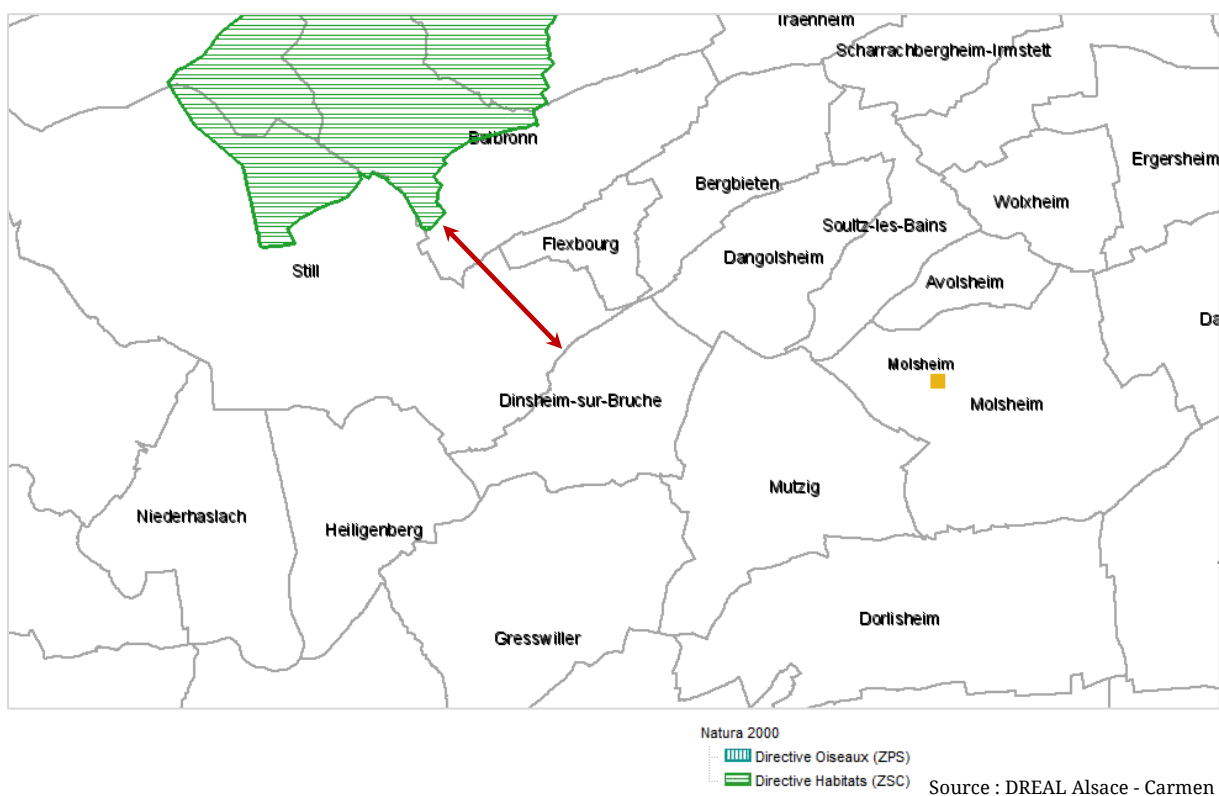 Traenheim
Scharrachbergheim-Irmstett
Balbronn
Ergersheim
Bergbieten
Wolxheim
Soultz-les-Bains
Flexbourg
Dangolsheim
Still
Avolsheim
Da
Molsheim
Dinsheim-sur-Bruche
Molsheim
Mutzig
Niederhaslach
Heiligenberg
Dorlisheim
Gresswiller
Natura 2000
Directive Oiseaux (ZPS)
Directive Habitats (ZSC)
Source : DREAL Alsace - Carmen